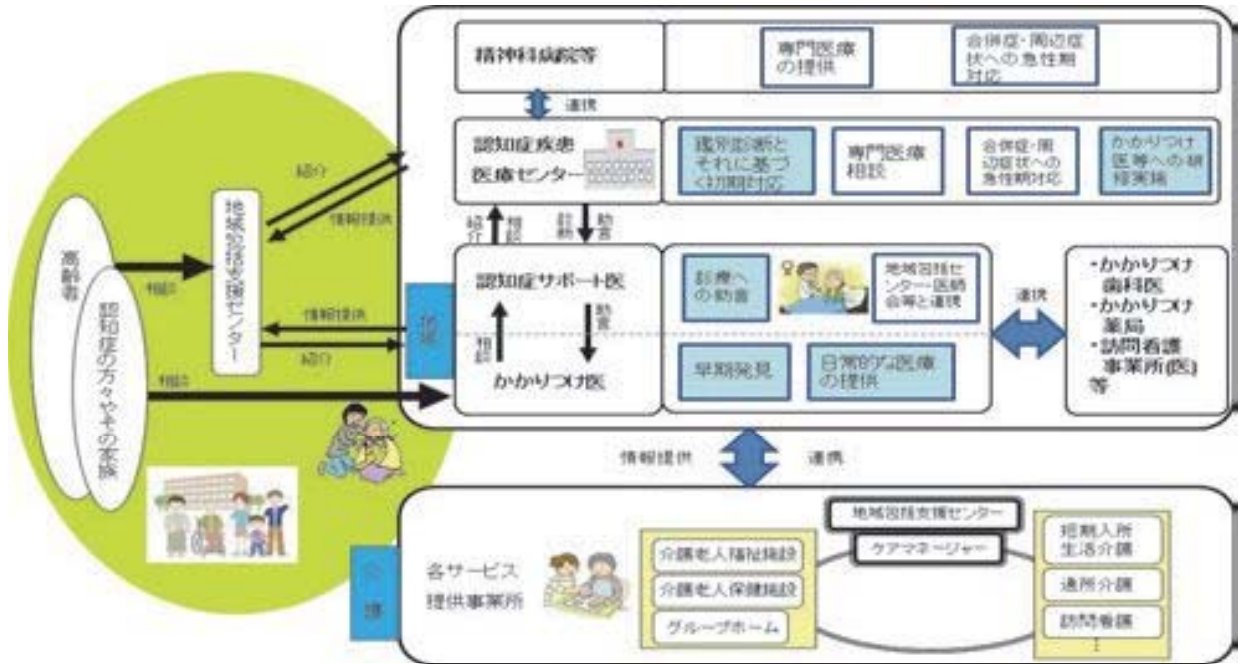 精神科病院等
専門医療
の提供
合併症・周辺症
状への急性期
対応
連携
認知症疾患
医療センター
鑑別診断と
それに基づ
く初期対応
専門医療
相談
合併症・周
辺症状への
急性期対応
かかりつけ
医等への研
修実施
紹介
情報提供
地域包括支援センター
紹介
相談
診断
助言
高齢者
認知症の方々やその家族
相談
相談
情報提供
紹介
認知症サポート医
相談
助言
かかりつけ医
診療へ
の助言
地域包括セ
ンター・医師
会等と連携
早期発見
日常的な医療
の提供
連携
・かかりつけ
歯科医
・かかりつけ
薬局
・訪問看護
事業所(医)
等
情報提供
連携
介護
各サービス
提供事業所
介護老人福祉施設
介護老人保健施設
グループホーム
地域包括支援センター
ケアマネージャー
短期入所
生活介護
通所介護
訪問看護